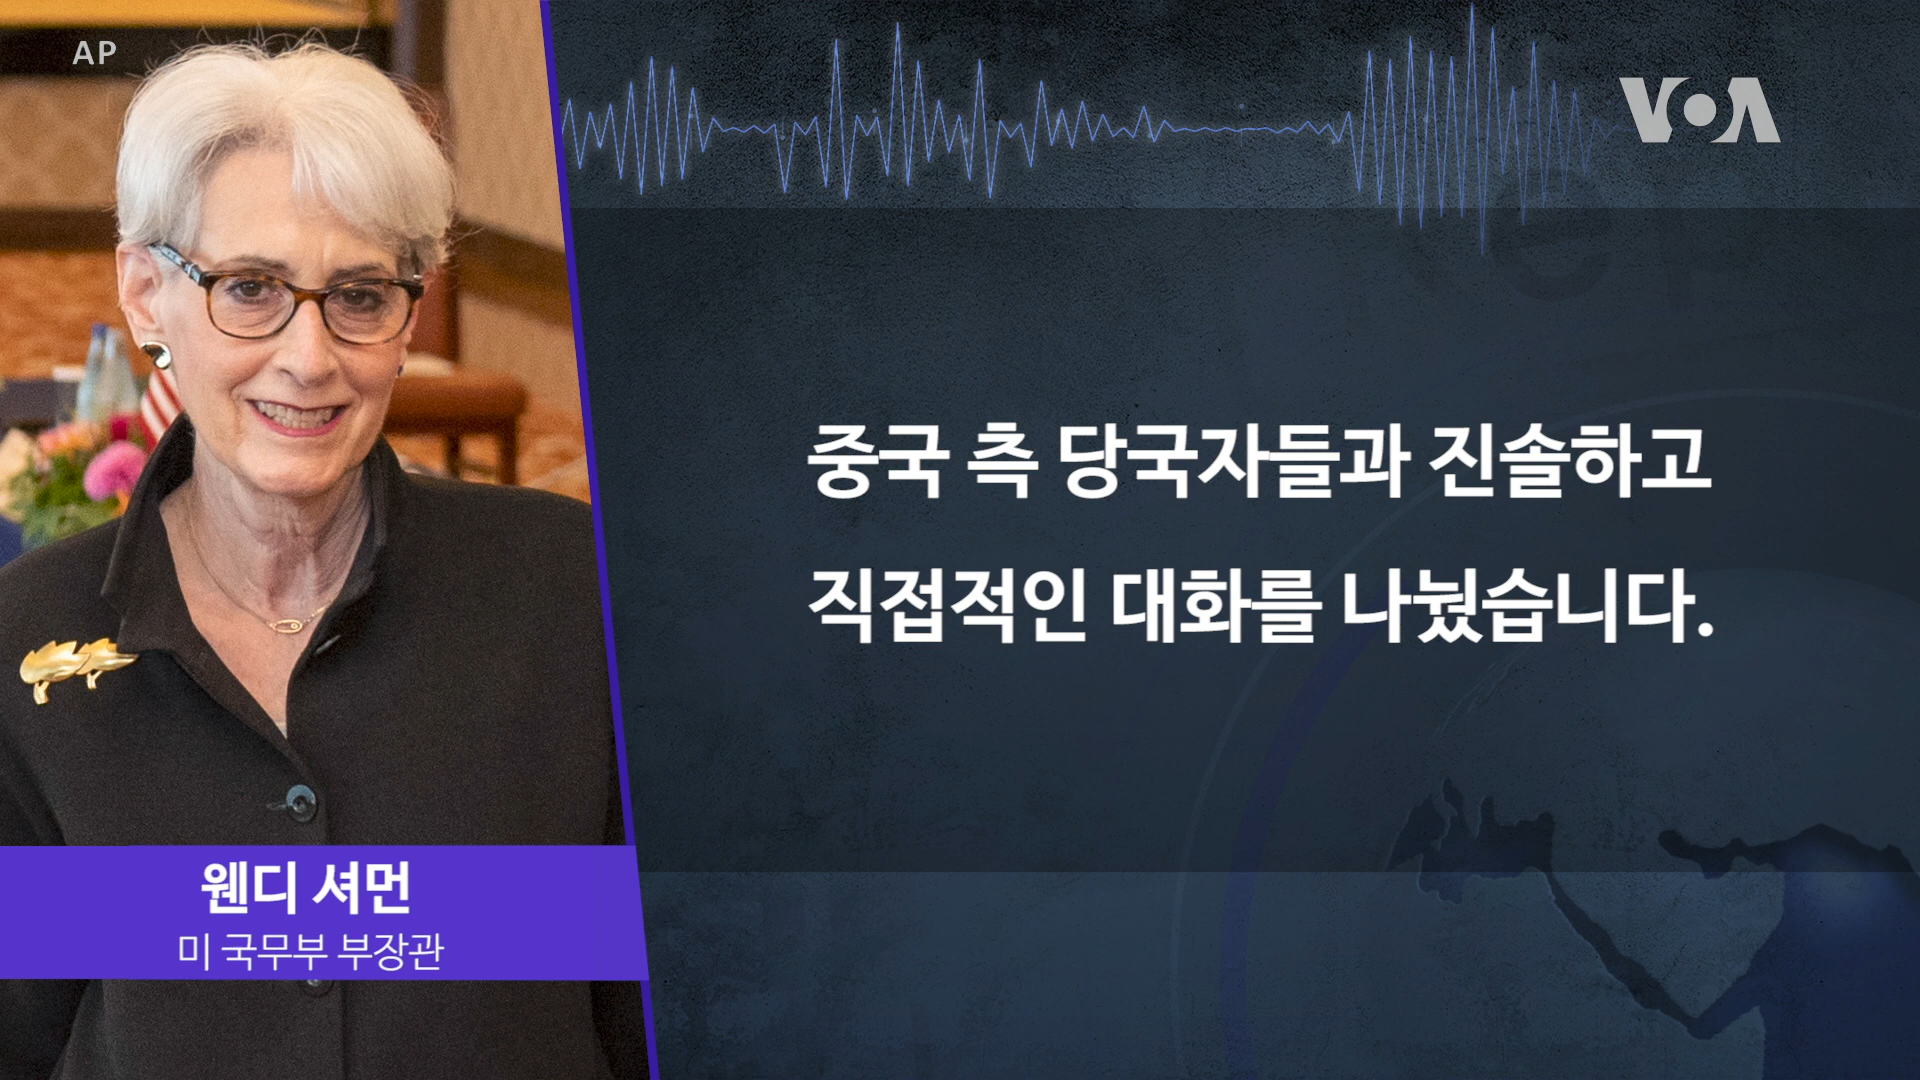 AP
VOA
중국 측 당국자들과 진솔하고
직접적인 대화를 나눴습니다.
웬디 셔먼
미 국무부 부장관